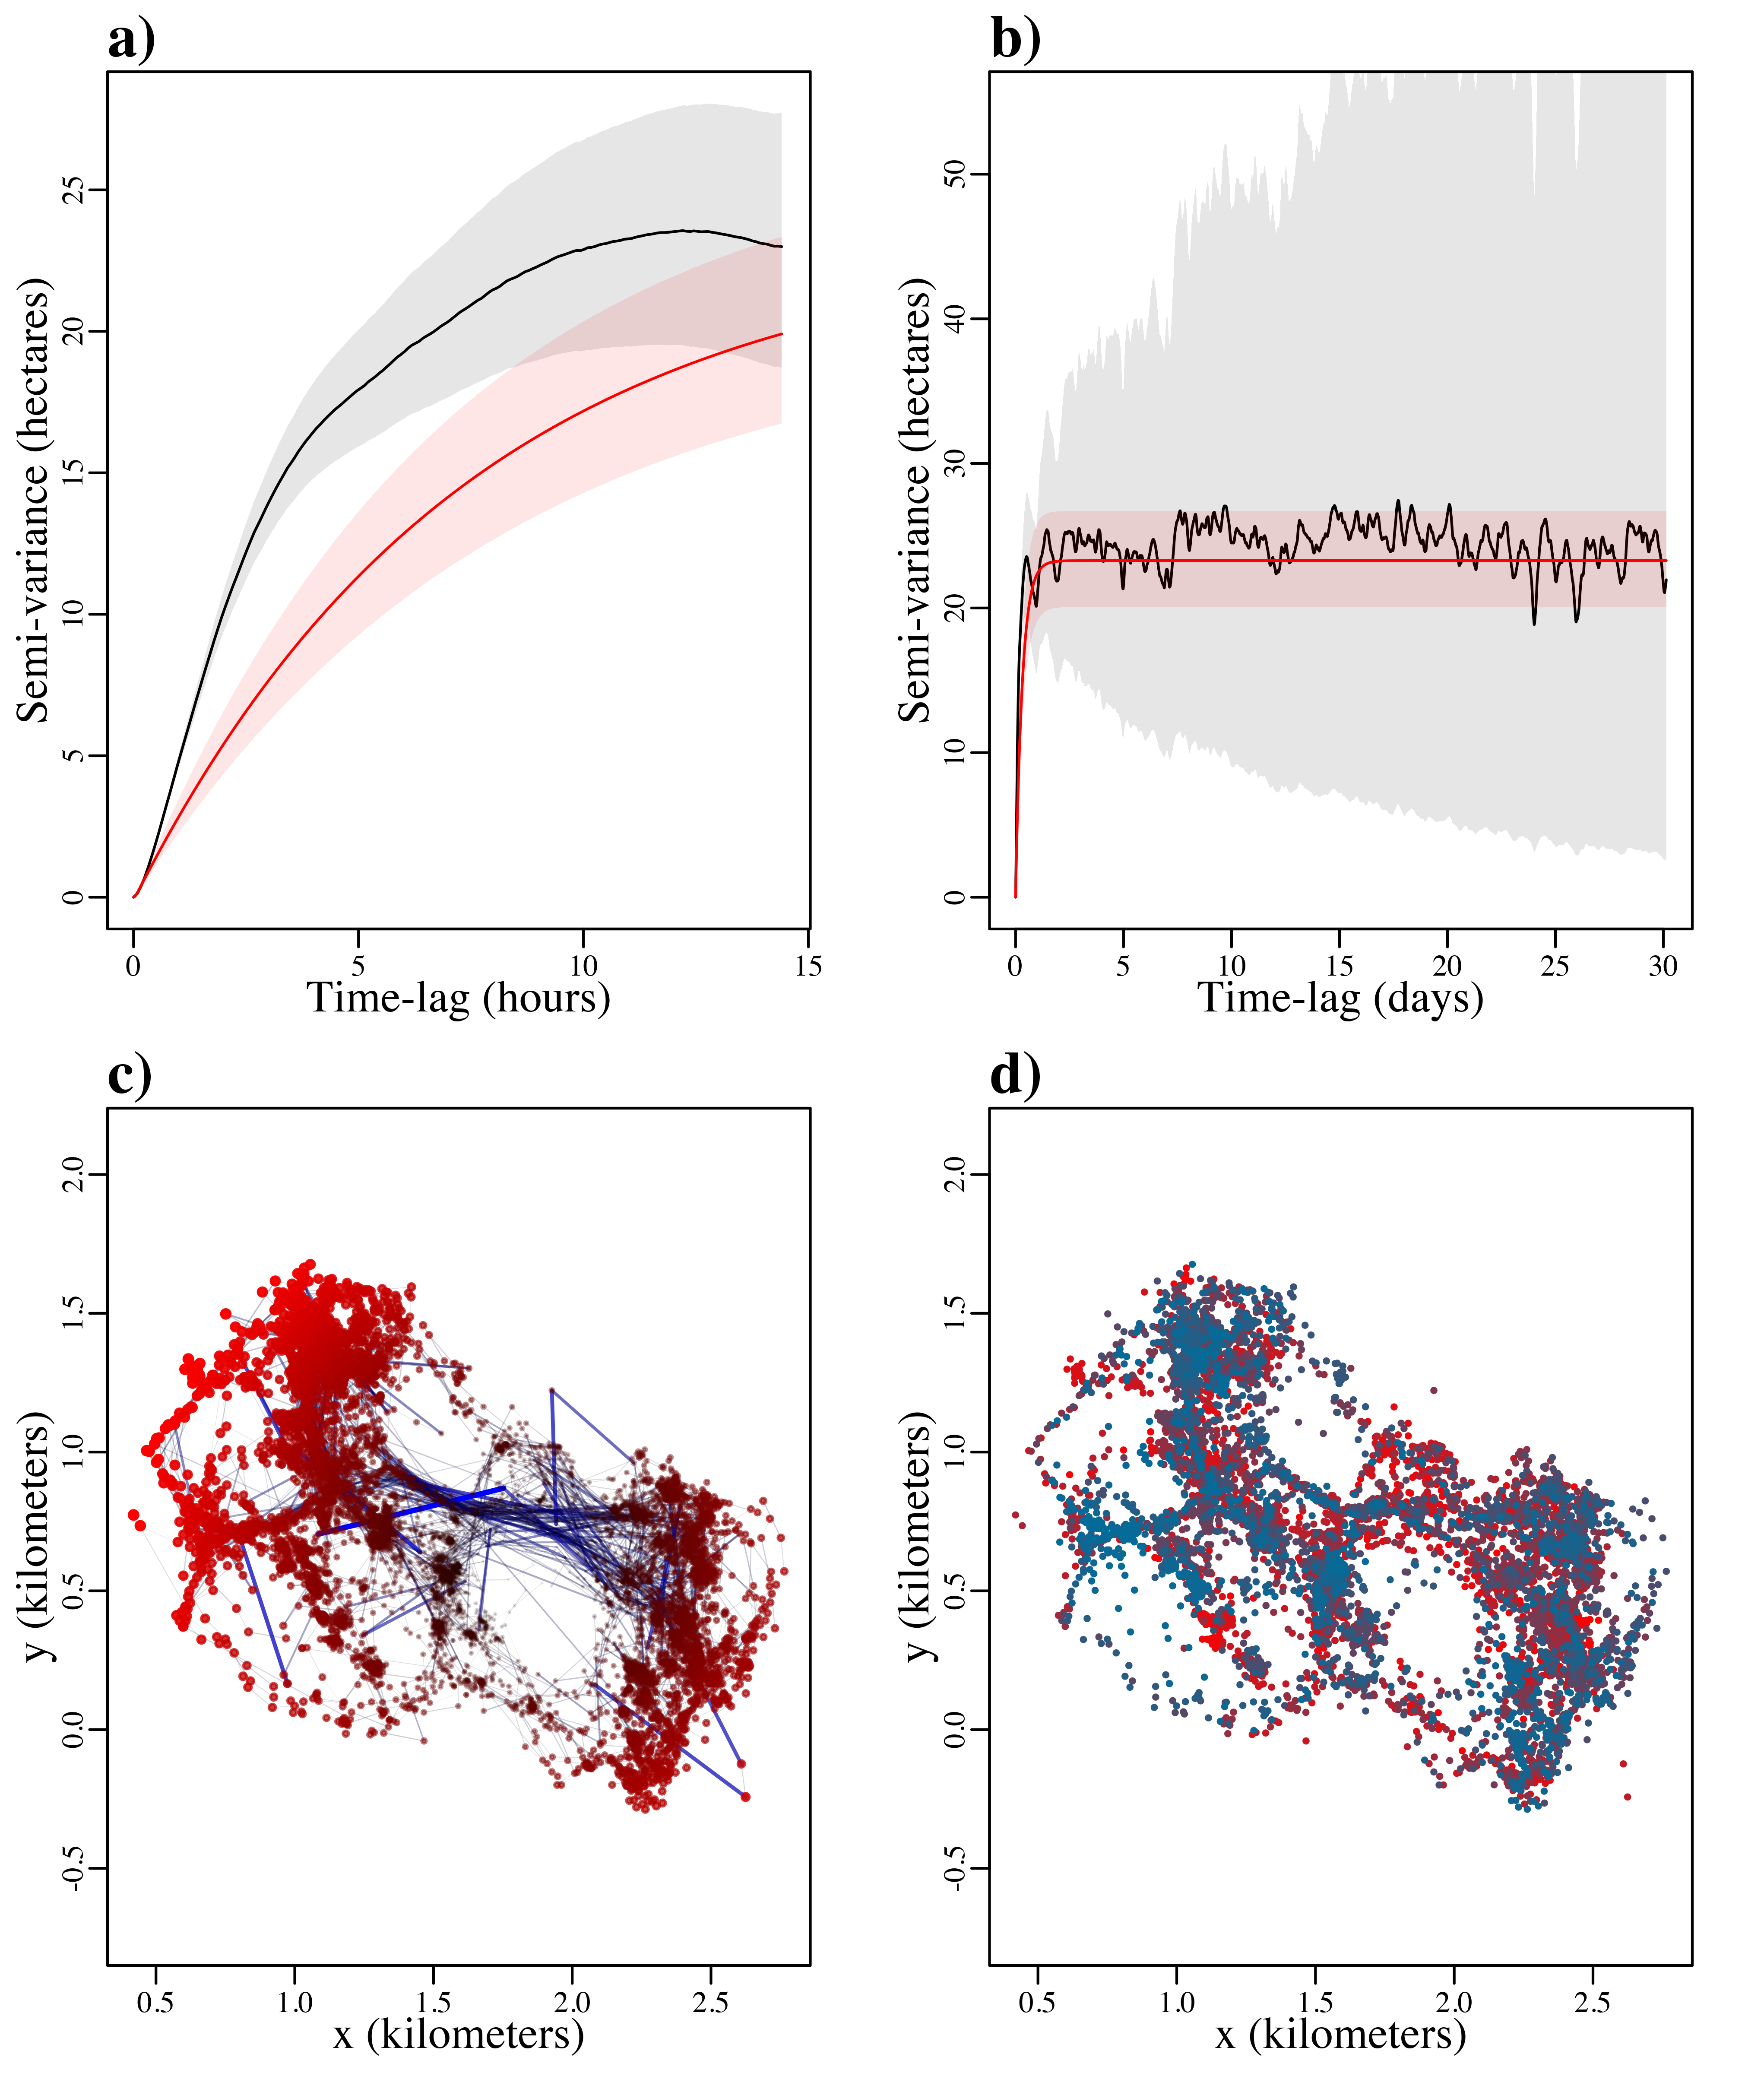 a)
Semi-variance (hectares)
0 5 10 15 20 25
0 5 10 15
Time-lag (hours)
b)
Semi-variance (hectares)
0 10 20 30 40 50
0 5 10 15 20 25 30
Time-lag (days)
c)
y (kilometers)
-0.5 0.0 0.5 1.0 1.5 2.0
0.5 1.0 1.5 2.0 2.5
x (kilometers)
d)
y (kilometers)
-0.5 0.0 0.5 1.0 1.5 2.0
0.5 1.0 1.5 2.0 2.5
x (kilometers)